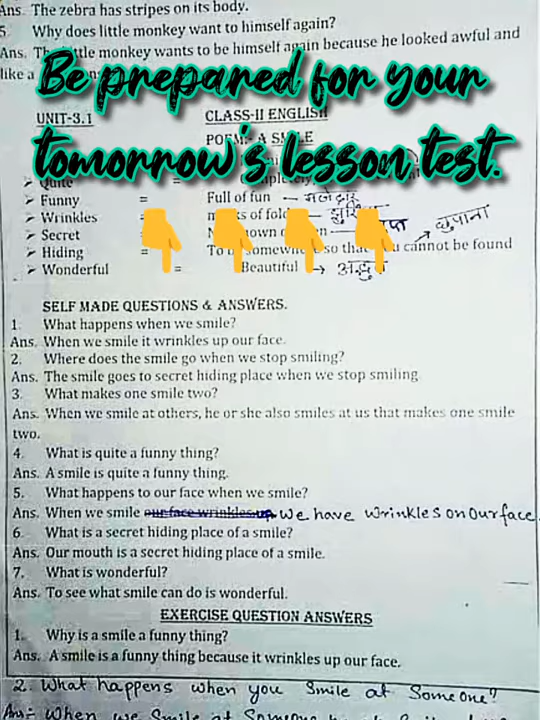 Ans. The zebra has stripes on its body.
5. Why does little monkey want to himself again?
Ans. The little monkey wants to be himself again because he looked awful and
like a
Be prepared for your
tomorrow's lesson test.
UNIT-3.1 CLASS-II ENGLISH
POEM- A SMILE
➤ Quite =
➤ Funny = Full of fun → मजेदार
➤ Wrinkles of fold
➤ Secret
➤ Hiding = somewhere so that you cannot be found → छुपाना
➤ Wonderful = Beautiful →
SELF MADE QUESTIONS & ANSWERS.
1. What happens when we smile?
Ans. When we smile it wrinkles up our face.
2. Where does the smile go when we stop smiling?
Ans. The smile goes to secret hiding place when we stop smiling
3. What makes one smile two?
Ans. When we smile at others, he or she also smiles at us that makes one smile
two.
4. What is quite a funny thing?
Ans. A smile is quite a funny thing.
5. What happens to our face when we smile?
Ans. When we smile our face wrinkles up we have wrinkles on our face.
6. What is a secret hiding place of a smile?
Ans. Our mouth is a secret hiding place of a smile.
7. What is wonderful?
Ans. To see what smile can do is wonderful.
EXERCISE QUESTION ANSWERS
1. Why is a smile a funny thing?
Ans. A smile is a funny thing because it wrinkles up our face.
2. What happens when you smile at someone?
Ans:- When we smile at someone